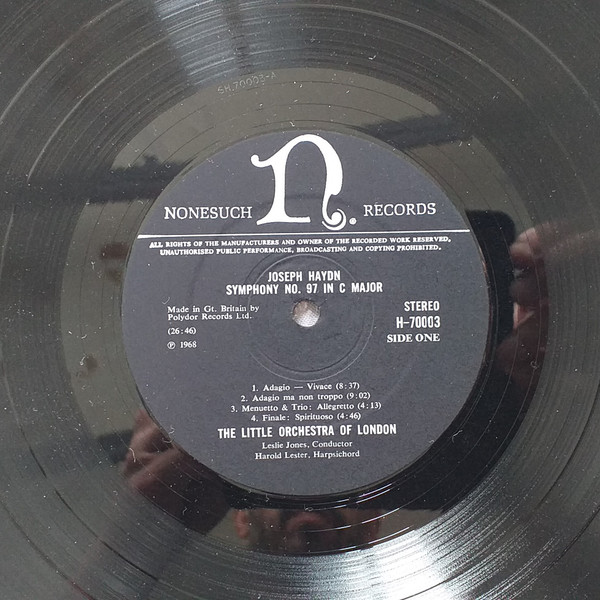 SH.70003-A
n.
NONESUCH RECORDS
ALL RIGHTS OF THE MANUFACTURERS AND OWNER OF THE RECORDED WORK RESERVED.
UNAUTHORISED PUBLIC PERFORMANCE, BROADCASTING AND COPYING PROHIBITED.
JOSEPH HAYDN
SYMPHONY NO. 97 IN C MAJOR
Made in Gt. Britain by
Polydor Records Ltd.
(26:46)
℗ 1968
STEREO
H-70003
SIDE ONE
1. Adagio — Vivace (8:37)
2. Adagio ma non troppo (9:02)
3. Menuetto & Trio: Allegretto (4:13)
4. Finale: Spirituoso (4:46)
THE LITTLE ORCHESTRA OF LONDON
Leslie Jones, Conductor
Harold Lester, Harpsichord